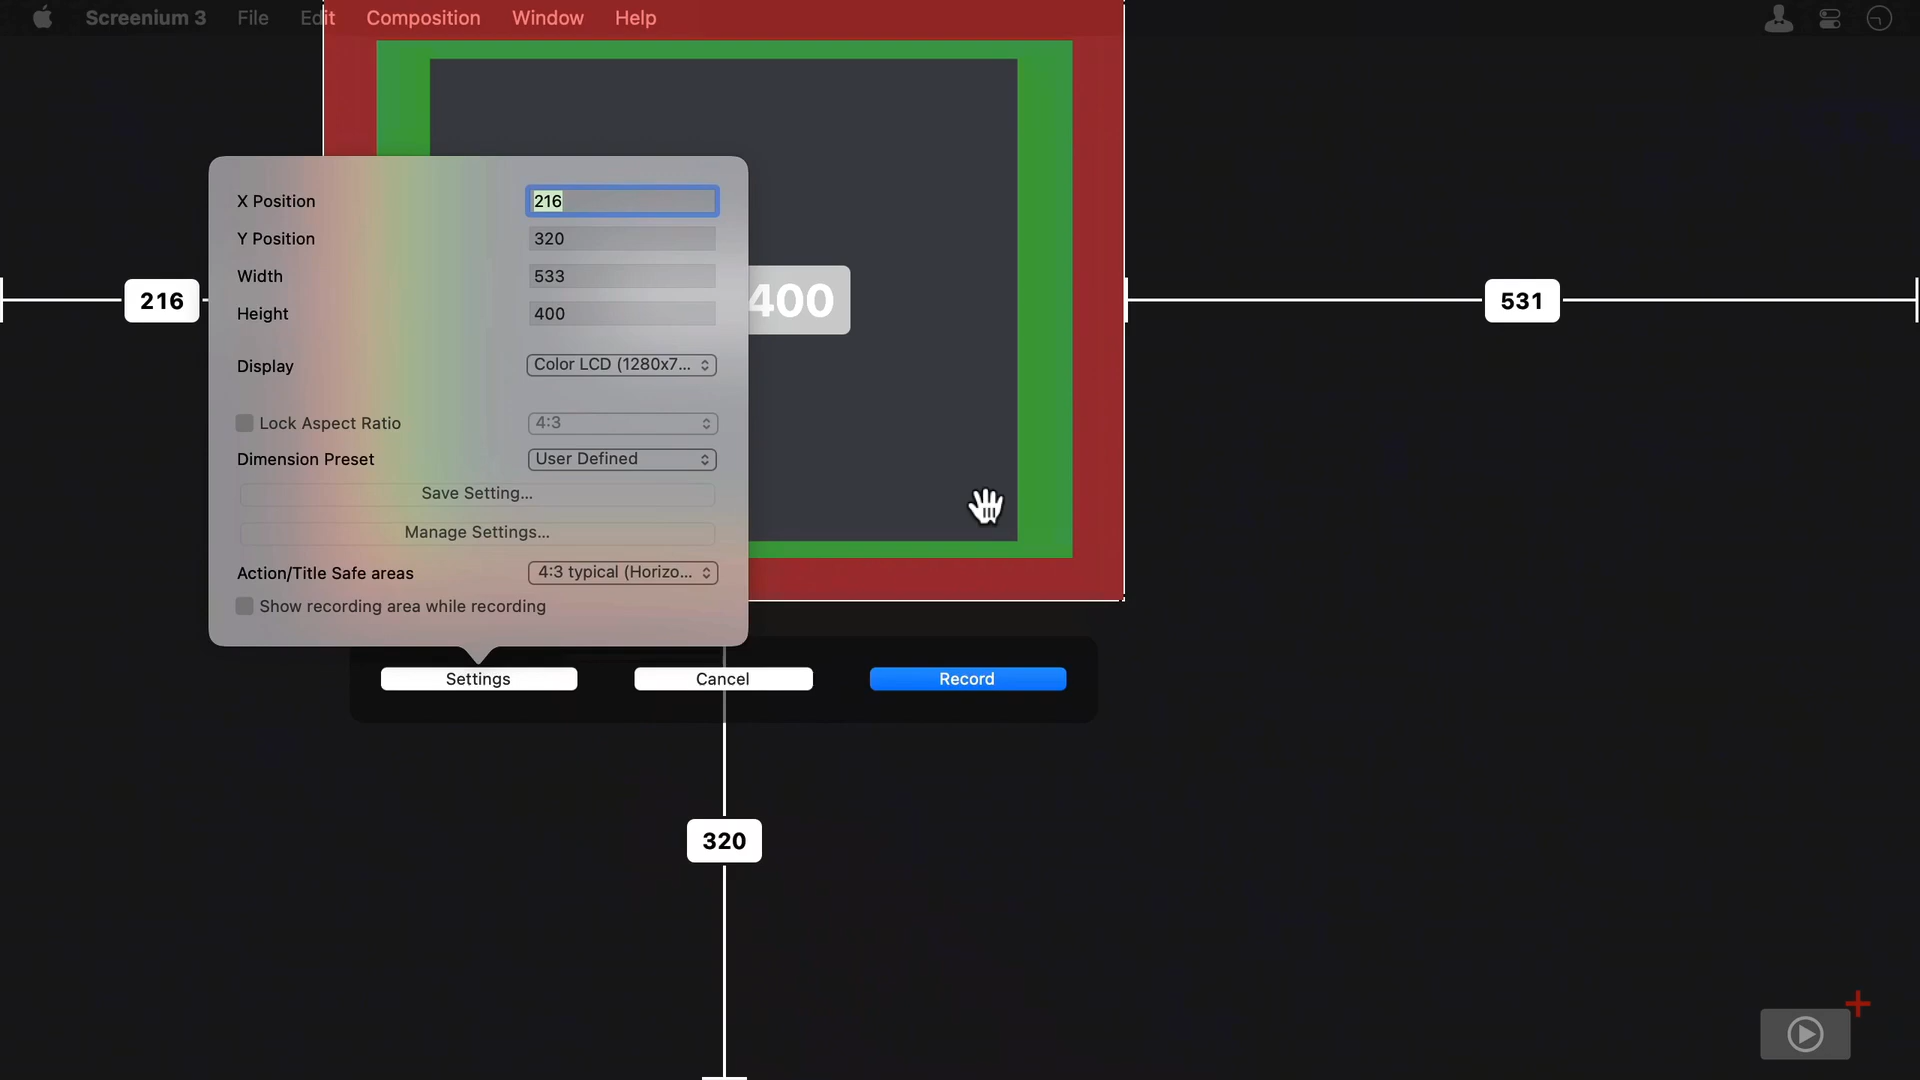 Screenium 3 File Edit Composition Window Help
X Position 216
Y Position 320
Width 533
Height 400
Display Color LCD (1280x7...
Lock Aspect Ratio 4:3
Dimension Preset User Defined
Save Setting...
Manage Settings...
Action/Title Safe areas 4:3 typical (Horizo...
Show recording area while recording
216
400
531
Settings Cancel Record
320